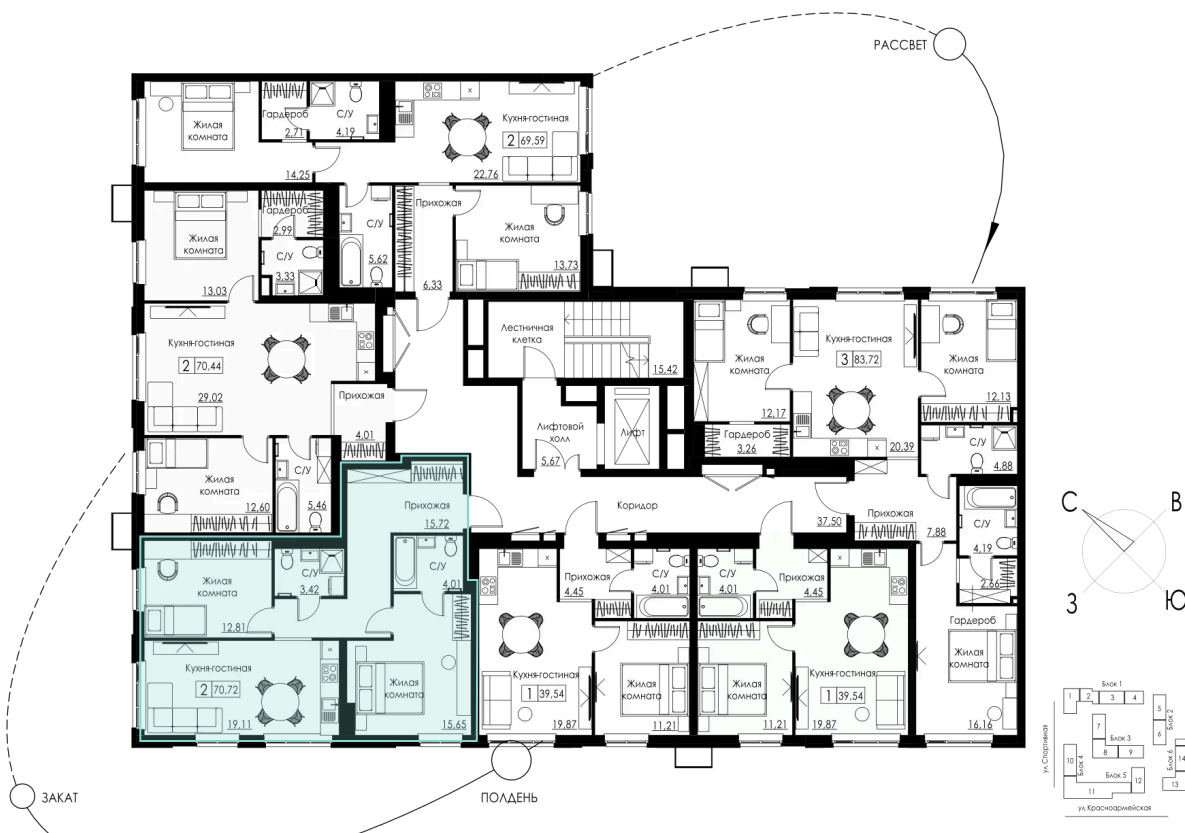 РАССВЕТ
Жилая
комната
14.25
Гардероб
2.71
С/У
4.19
Кухня-гостиная
2 69,59
22.76
Жилая
комната
13.03
Гардероб
2.99
С/У
3.33
С/У
5.62
Прихожая
6.33
Жилая
комната
13.73
Кухня-гостиная
2 70,44
29.02
Прихожая
4.01
Лестничная
клетка
15.42
Лифтовой
холл
5.67
Лифт
Жилая
комната
12.17
Гардероб
3.26
Кухня-гостиная
3 83,72
20.39
Жилая
комната
12.13
С/У
4.88
Жилая
комната
12.60
С/У
5.46
Прихожая
15.72
Коридор
37.50
Прихожая
7.88
С/У
4.19
2.66
Гардероб
Жилая
комната
16.16
Жилая
комната
12.81
С/У
3.42
С/У
4.01
Кухня-гостиная
2 70,72
19.11
Жилая
комната
15.65
Прихожая
4.45
С/У
4.01
Кухня-гостиная
1 39,54
19.87
Жилая
комната
11.21
С/У
4.01
Прихожая
4.45
Жилая
комната
11.21
Кухня-гостиная
1 39,54
19.87
ЗАКАТ
ПОЛДЕНЬ
С
В
З
Ю
Блок 1
1
2
3
4
5
6
Блок 2
7
Блок 3
8
9
10
Блок 4
Блок 5
11
12
Блок 6
13
14
ул. Спортивная
ул. Красноармейская